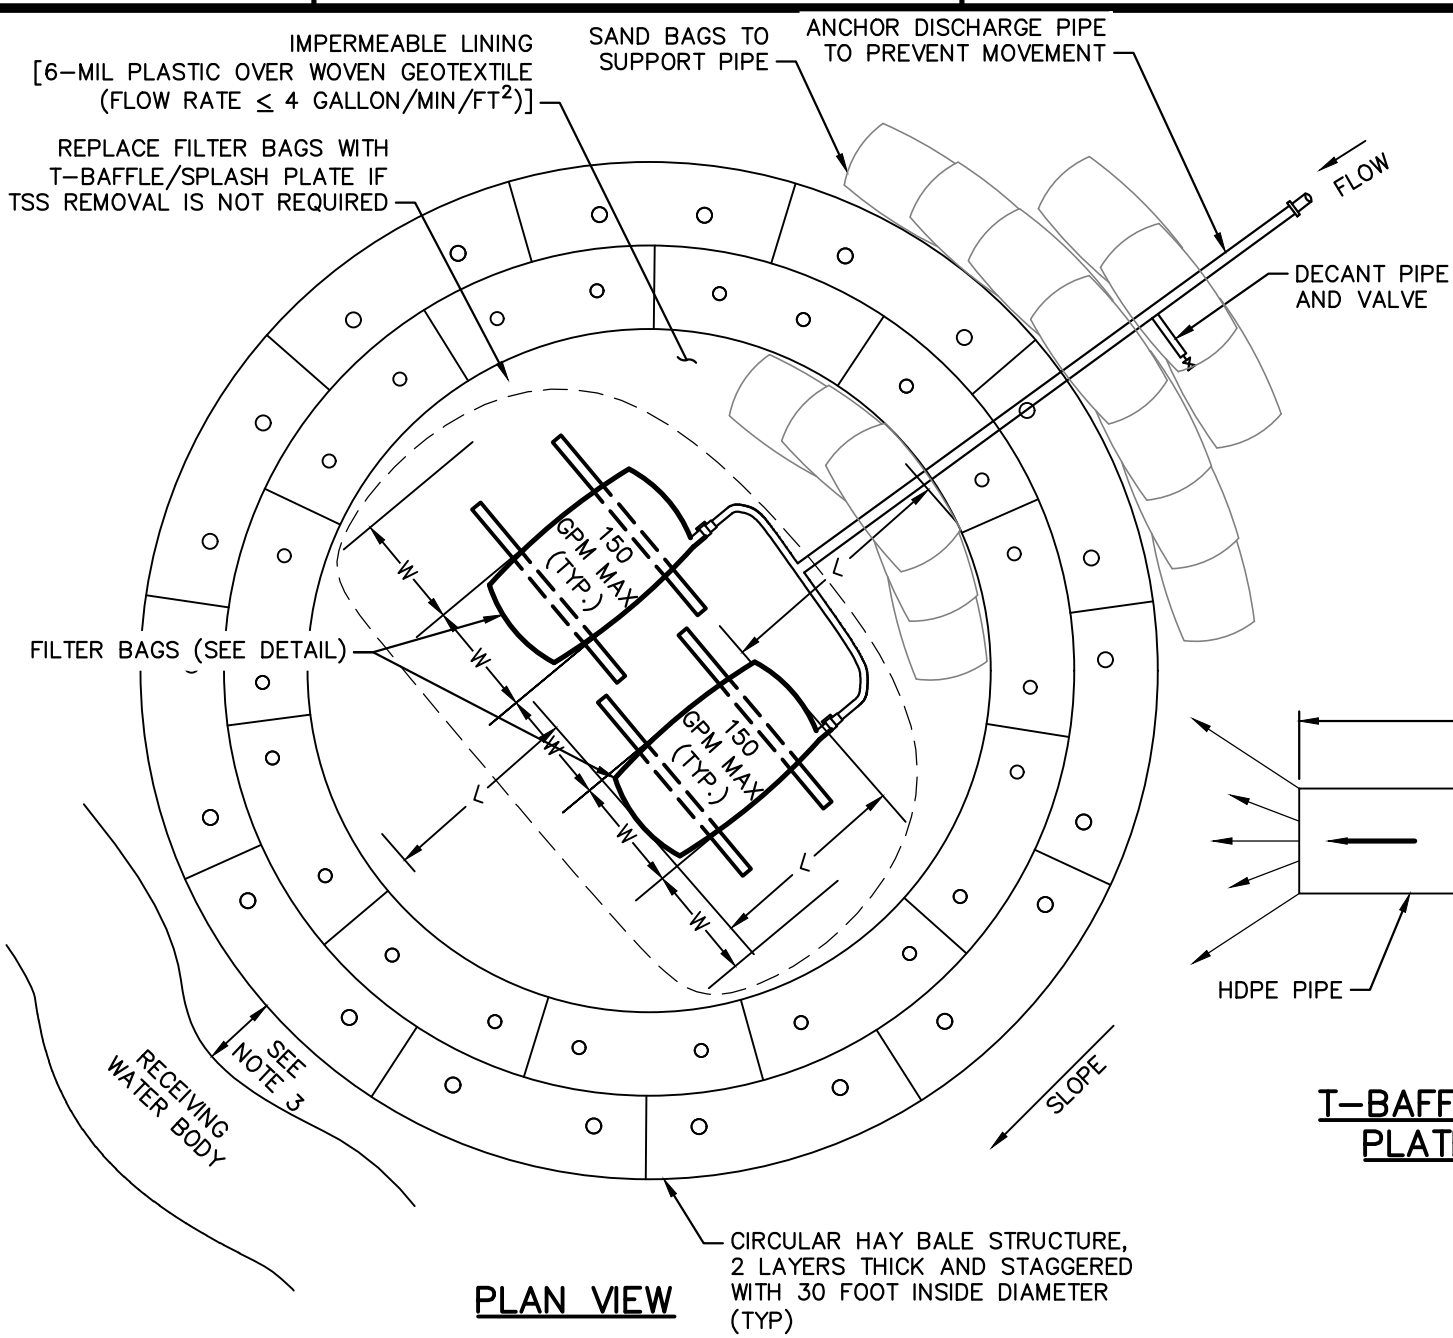 IMPERMEABLE LINING
[6-MIL PLASTIC OVER WOVEN GEOTEXTILE
(FLOW RATE ≤ 4 GALLON/MIN/FT²)]
SAND BAGS TO
SUPPORT PIPE
ANCHOR DISCHARGE PIPE
TO PREVENT MOVEMENT
REPLACE FILTER BAGS WITH
T-BAFFLE/SPLASH PLATE IF
TSS REMOVAL IS NOT REQUIRED
FLOW
DECANT PIPE
AND VALVE
150
GPM MAX
(TYP.)
W
W
L
FILTER BAGS (SEE DETAIL)
150
GPM MAX
(TYP.)
W
L
W
L
W
HDPE PIPE
SEE
NOTE 3
RECEIVING
WATER BODY
SLOPE
T-BAFF
PLAT
CIRCULAR HAY BALE STRUCTURE,
2 LAYERS THICK AND STAGGERED
WITH 30 FOOT INSIDE DIAMETER
(TYP)
PLAN VIEW